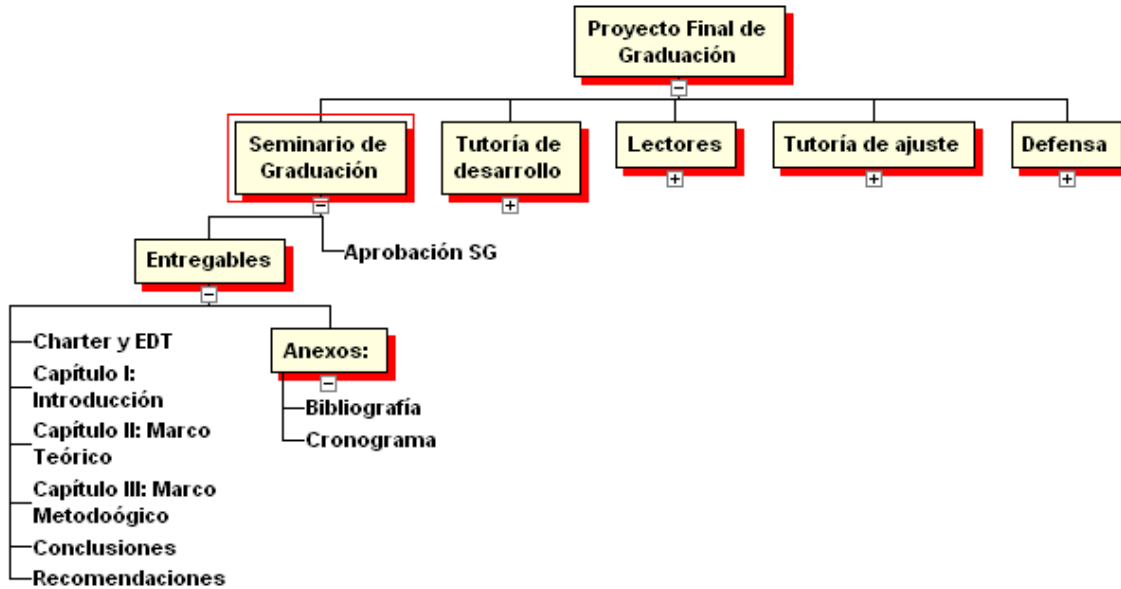 Proyecto Final de
Graduación
Seminario de
Graduación
Tutoría de
desarrollo
Lectores
Tutoría de ajuste
Defensa
Entregables
Aprobación SG
Charter y EDT
Capítulo I:
Introducción
Capítulo II: Marco
Teórico
Capítulo III: Marco
Metodoógico
Conclusiones
Recomendaciones
Anexos:
Bibliografía
Cronograma